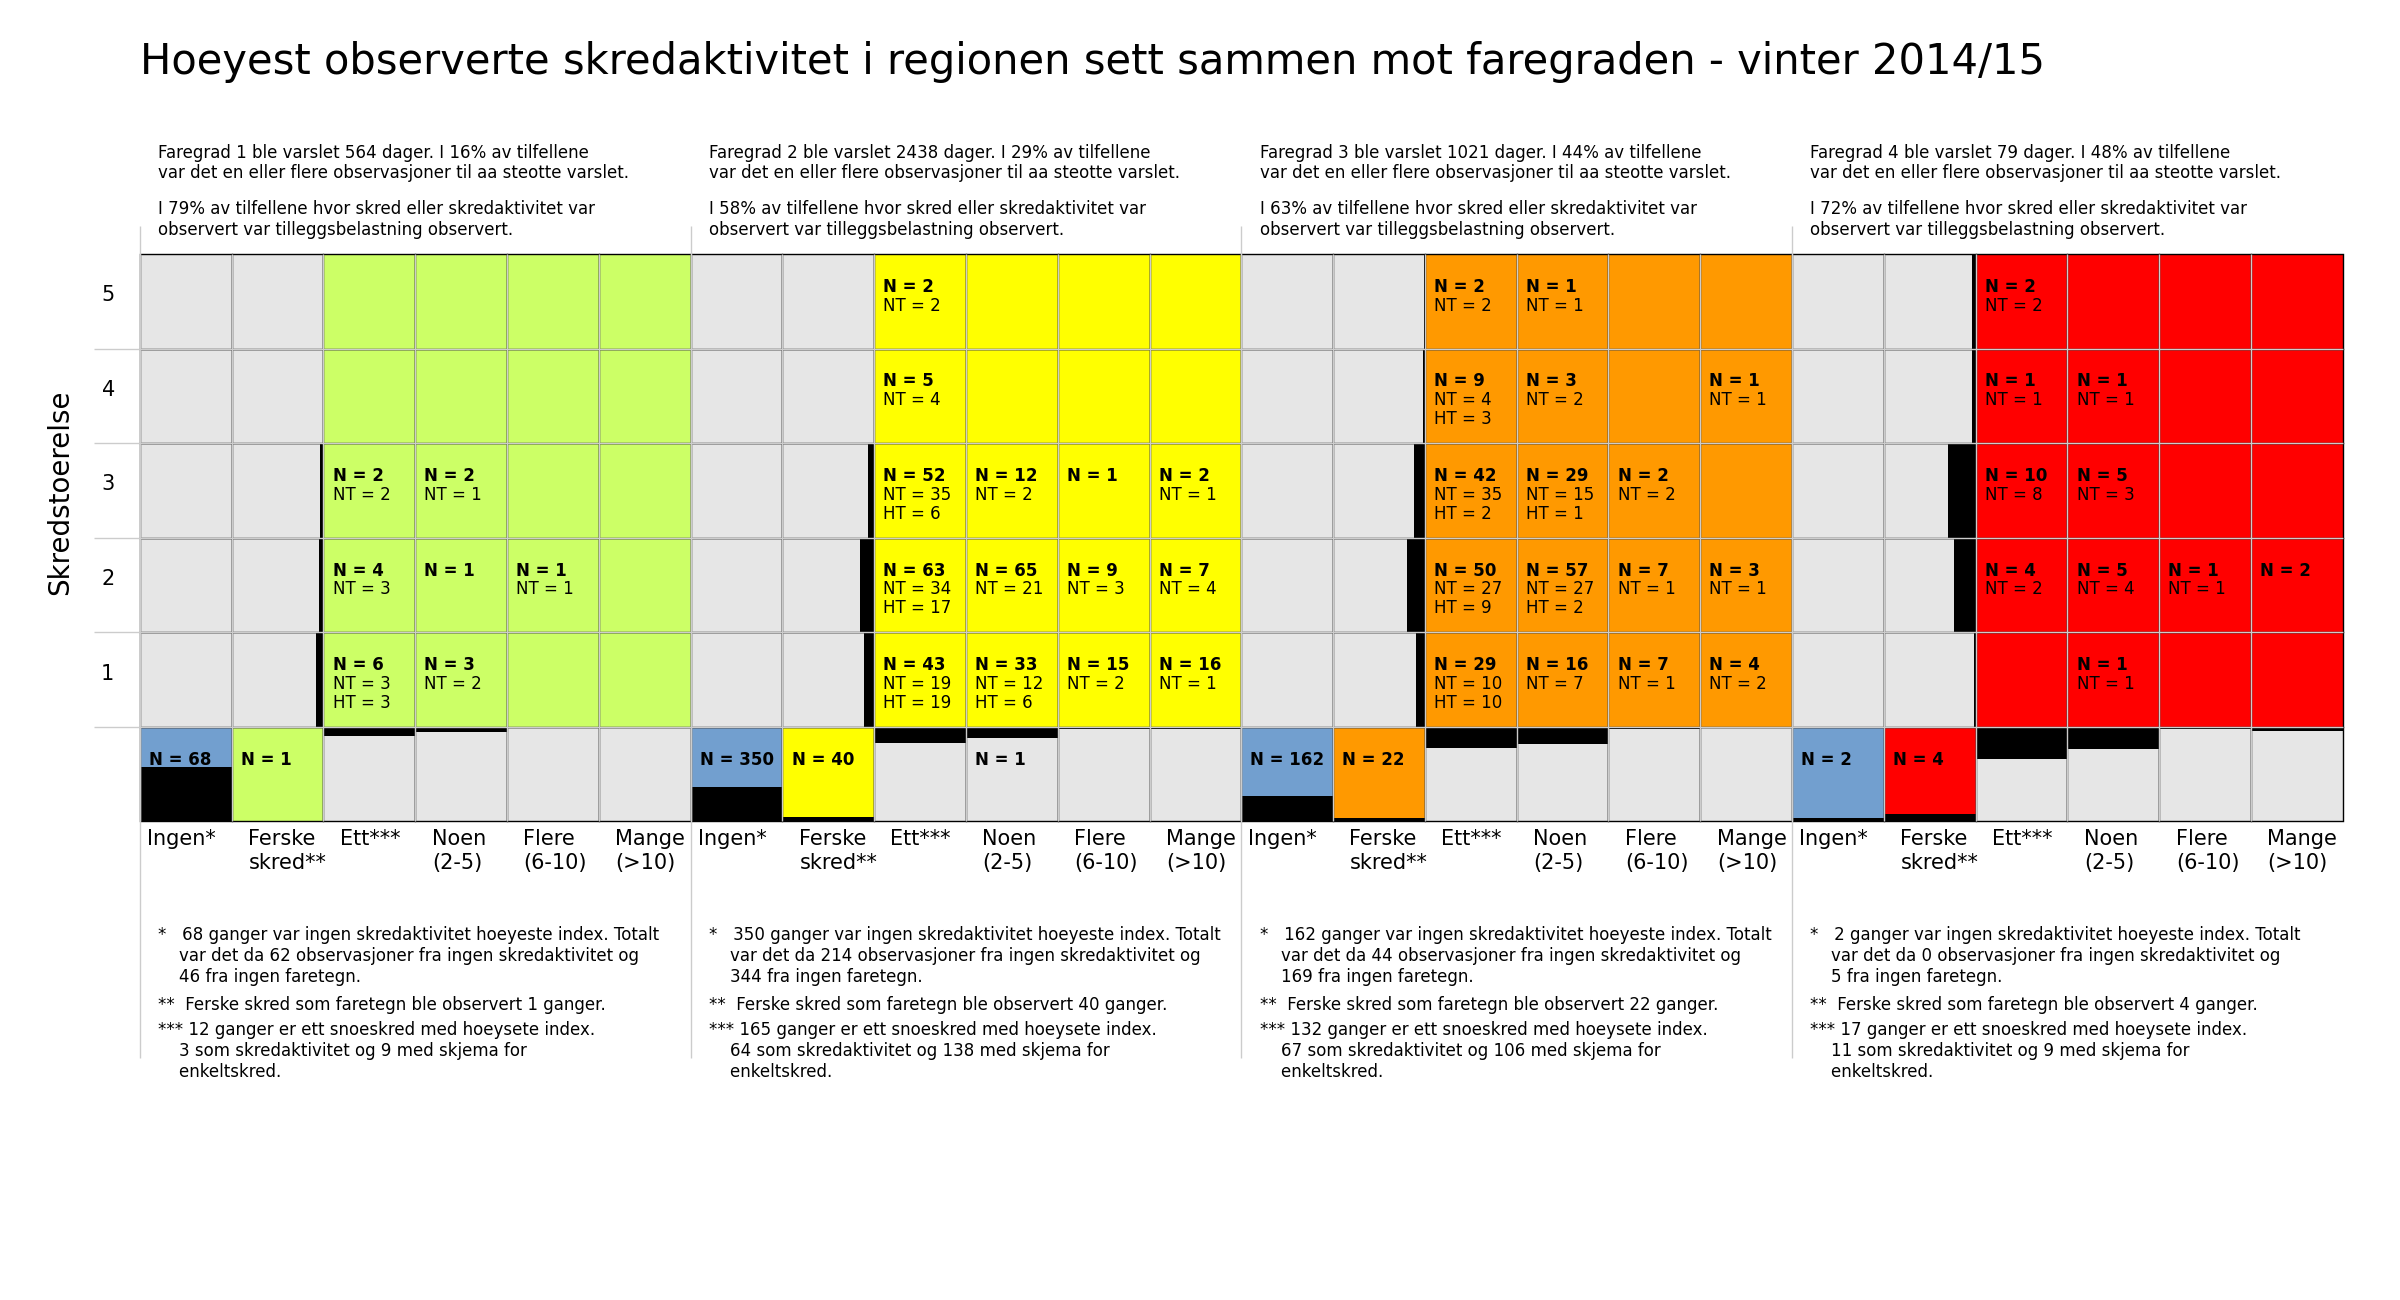 Hoeyest observerte skredaktivitet i regionen sett sammen mot faregraden - vinter 2014/15
Faregrad 1 ble varslet 564 dager. I 16% av tilfellene
var det en eller flere observasjoner til aa steotte varslet.
I 79% av tilfellene hvor skred eller skredaktivitet var
observert var tilleggsbelastning observert.
Faregrad 2 ble varslet 2438 dager. I 29% av tilfellene
var det en eller flere observasjoner til aa steotte varslet.
I 58% av tilfellene hvor skred eller skredaktivitet var
observert var tilleggsbelastning observert.
Faregrad 3 ble varslet 1021 dager. I 44% av tilfellene
var det en eller flere observasjoner til aa steotte varslet.
I 63% av tilfellene hvor skred eller skredaktivitet var
observert var tilleggsbelastning observert.
Faregrad 4 ble varslet 79 dager. I 48% av tilfellene
var det en eller flere observasjoner til aa steotte varslet.
I 72% av tilfellene hvor skred eller skredaktivitet var
observert var tilleggsbelastning observert.
Skredstoerelse
5
N = 2
NT = 2
N = 2
NT = 2
N = 1
NT = 1
N = 2
NT = 2
4
N = 5
NT = 4
N = 9
NT = 4
HT = 3
N = 3
NT = 2
N = 1
NT = 1
N = 1
NT = 1
N = 1
NT = 1
3
N = 2
NT = 2
N = 2
NT = 1
N = 52
NT = 35
HT = 6
N = 12
NT = 2
N = 1
N = 2
NT = 1
N = 42
NT = 35
HT = 2
N = 29
NT = 15
HT = 1
N = 2
NT = 2
N = 10
NT = 8
N = 5
NT = 3
2
N = 4
NT = 3
N = 1
N = 1
NT = 1
N = 63
NT = 34
HT = 17
N = 65
NT = 21
N = 9
NT = 3
N = 7
NT = 4
N = 50
NT = 27
HT = 9
N = 57
NT = 27
HT = 2
N = 7
NT = 1
N = 3
NT = 1
N = 4
NT = 2
N = 5
NT = 4
N = 1
NT = 1
N = 2
1
N = 6
NT = 3
HT = 3
N = 3
NT = 2
N = 43
NT = 19
HT = 19
N = 33
NT = 12
HT = 6
N = 15
NT = 2
N = 16
NT = 1
N = 29
NT = 10
HT = 10
N = 16
NT = 7
N = 7
NT = 1
N = 4
NT = 2
N = 1
NT = 1
N = 68
N = 1
N = 350
N = 40
N = 1
N = 162
N = 22
N = 2
N = 4
Ingen*
Ferske
skred**
Ett***
Noen
(2-5)
Flere
(6-10)
Mange
(>10)
Ingen*
Ferske
skred**
Ett***
Noen
(2-5)
Flere
(6-10)
Mange
(>10)
Ingen*
Ferske
skred**
Ett***
Noen
(2-5)
Flere
(6-10)
Mange
(>10)
Ingen*
Ferske
skred**
Ett***
Noen
(2-5)
Flere
(6-10)
Mange
(>10)
* 68 ganger var ingen skredaktivitet hoeyeste index. Totalt
var det da 62 observasjoner fra ingen skredaktivitet og
46 fra ingen faretegn.
** Ferske skred som faretegn ble observert 1 ganger.
*** 12 ganger er ett snoeskred med hoeysete index.
3 som skredaktivitet og 9 med skjema for
enkeltskred.
* 350 ganger var ingen skredaktivitet hoeyeste index. Totalt
var det da 214 observasjoner fra ingen skredaktivitet og
344 fra ingen faretegn.
** Ferske skred som faretegn ble observert 40 ganger.
*** 165 ganger er ett snoeskred med hoeysete index.
64 som skredaktivitet og 138 med skjema for
enkeltskred.
* 162 ganger var ingen skredaktivitet hoeyeste index. Totalt
var det da 44 observasjoner fra ingen skredaktivitet og
169 fra ingen faretegn.
** Ferske skred som faretegn ble observert 22 ganger.
*** 132 ganger er ett snoeskred med hoeysete index.
67 som skredaktivitet og 106 med skjema for
enkeltskred.
* 2 ganger var ingen skredaktivitet hoeyeste index. Totalt
var det da 0 observasjoner fra ingen skredaktivitet og
5 fra ingen faretegn.
** Ferske skred som faretegn ble observert 4 ganger.
*** 17 ganger er ett snoeskred med hoeysete index.
11 som skredaktivitet og 9 med skjema for
enkeltskred.